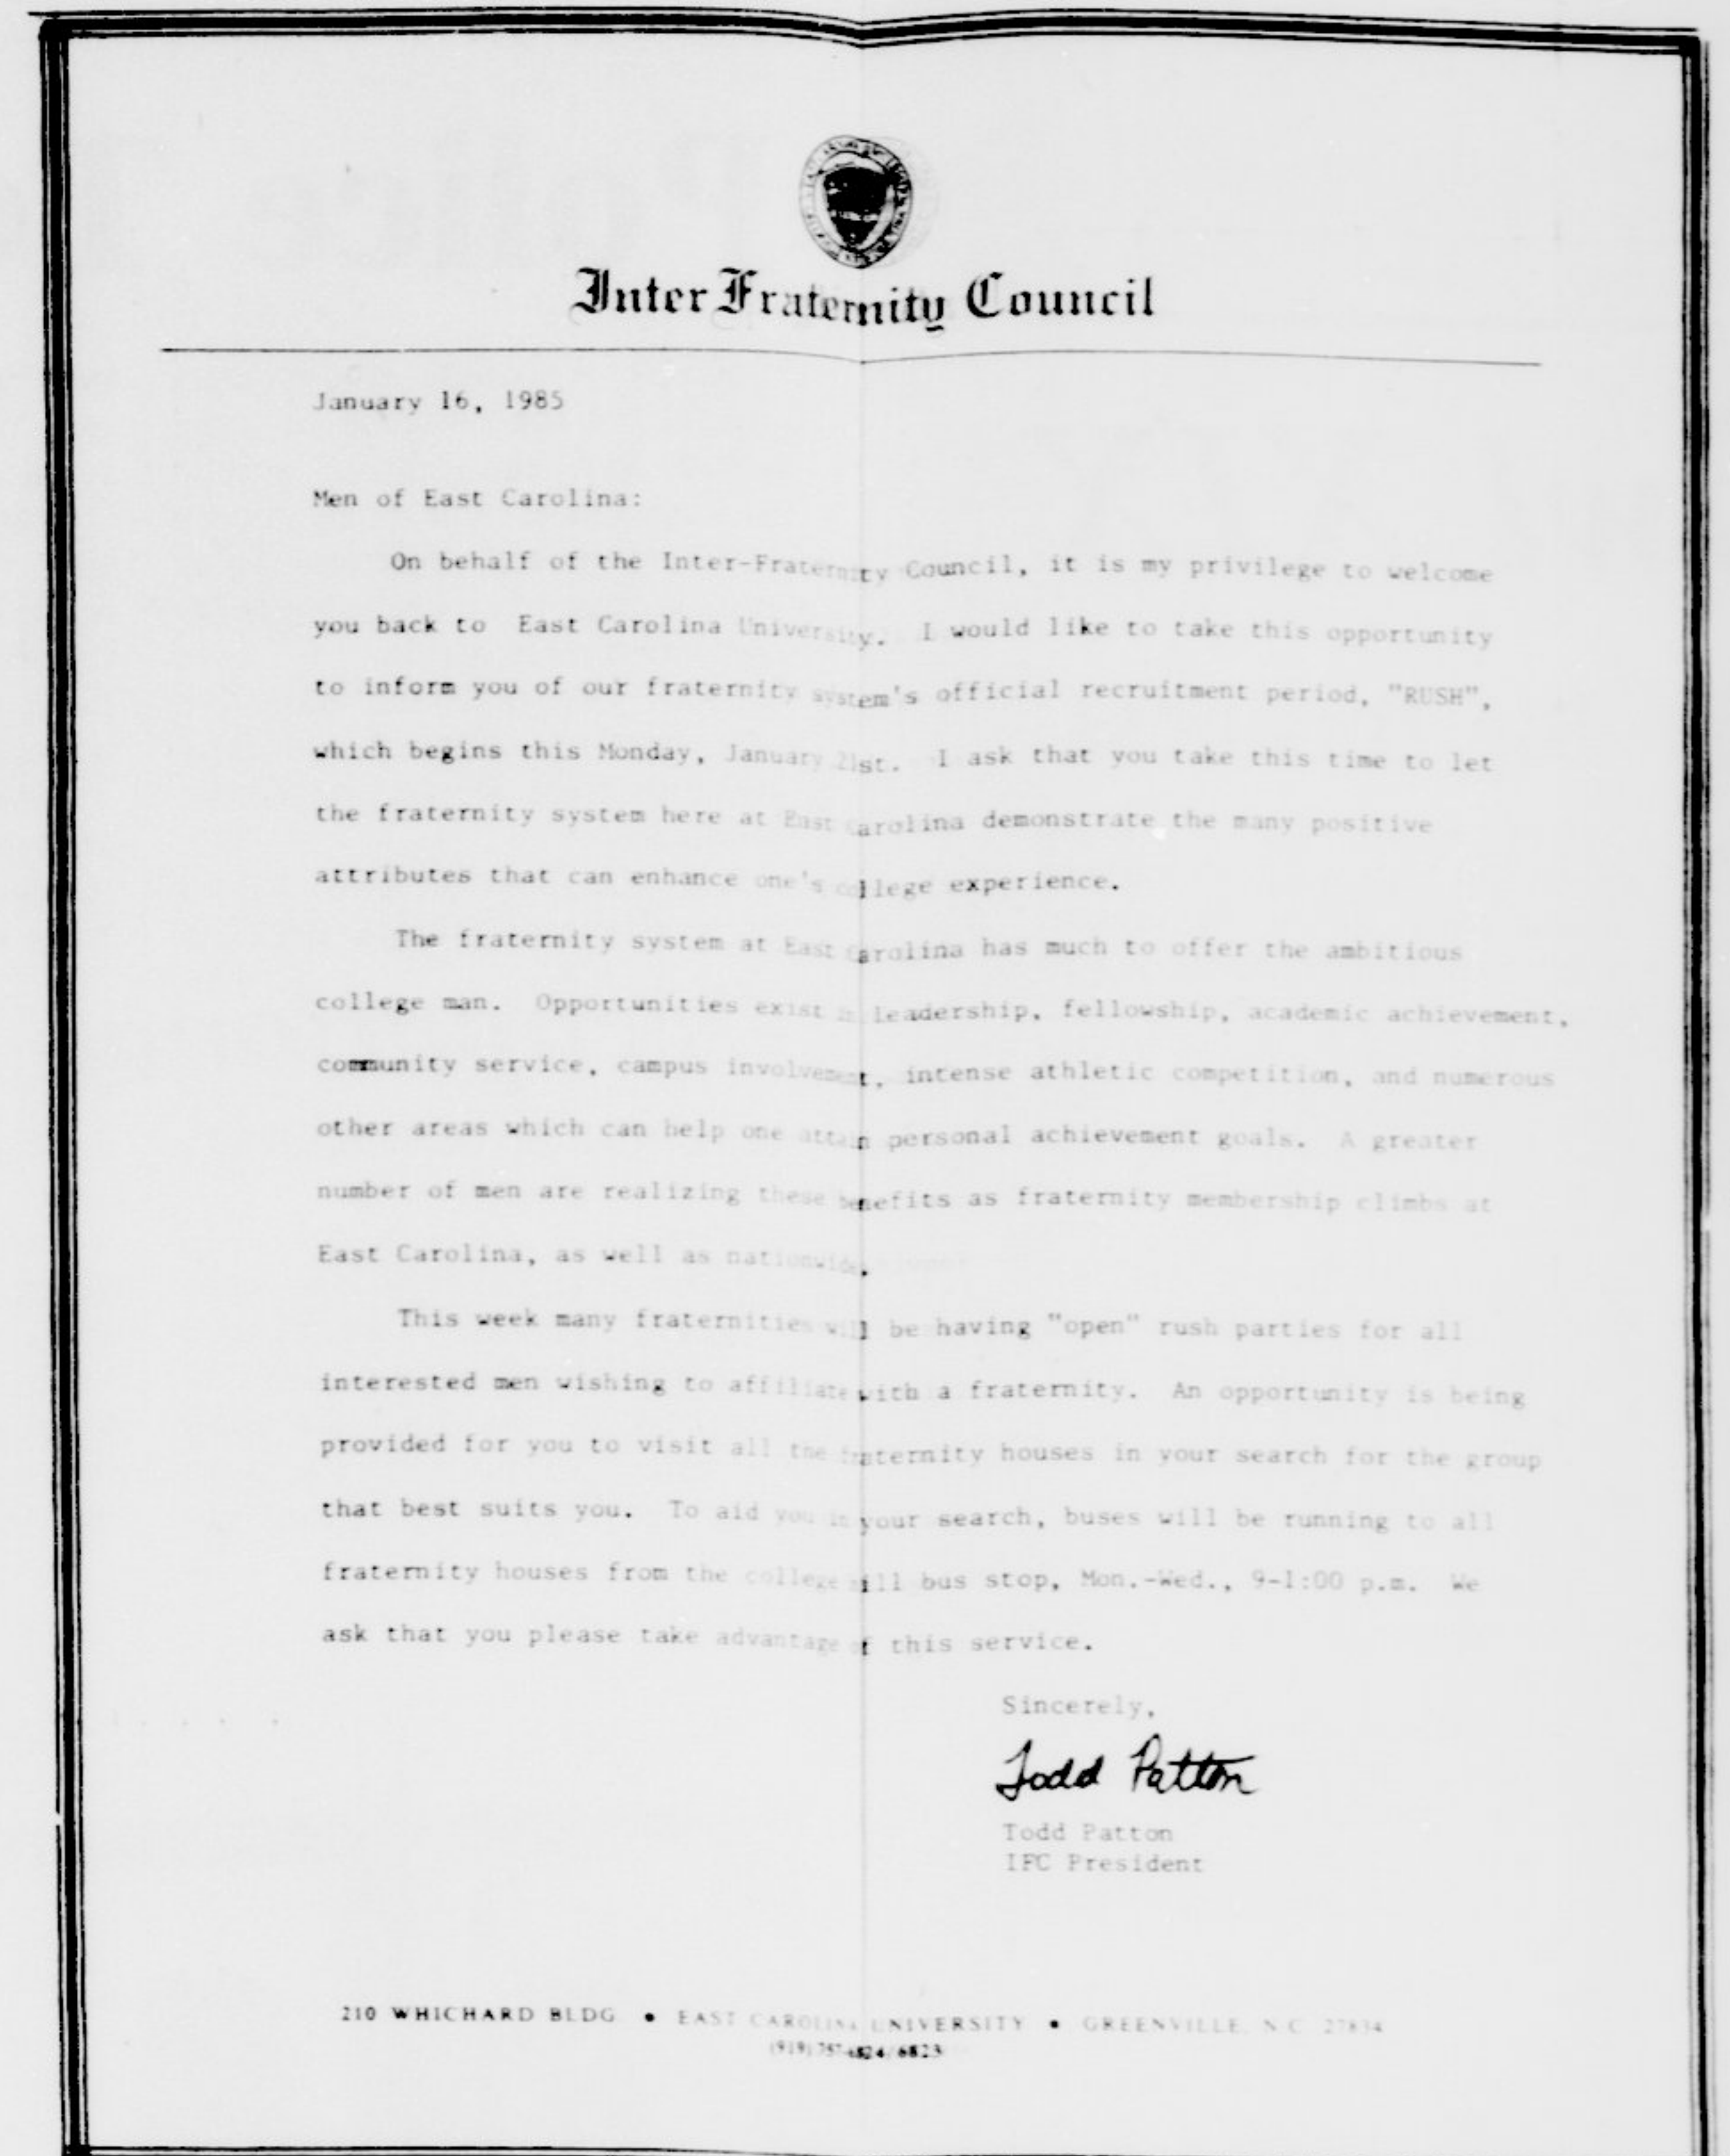 Inter Fraternity Council
January 16, 1985
Men of East Carolina:
On behalf of the Inter-Fraternity Council, it is my privilege to welcome
you back to East Carolina University. I would like to take this opportunity
to inform you of our fraternity system's official recruitment period, "RUSH",
which begins this Monday, January 21st. I ask that you take this time to let
the fraternity system here at East Carolina demonstrate the many positive
attributes that can enhance one's college experience.
The fraternity system at East Carolina has much to offer the ambitious
college man. Opportunities exist in leadership, fellowship, academic achievement,
community service, campus involvement, intense athletic competition, and numerous
other areas which can help one attain personal achievement goals. A greater
number of men are realizing these benefits as fraternity membership climbs at
East Carolina, as well as nationwide.
This week many fraternities will be having "open" rush parties for all
interested men wishing to affiliate with a fraternity. An opportunity is being
provided for you to visit all the fraternity houses in your search for the group
that best suits you. To aid you in your search, buses will be running to all
fraternity houses from the college hill bus stop, Mon.-Wed., 9-1:00 p.m. We
ask that you please take advantage of this service.
Sincerely,
Todd Patton
Todd Patton
IFC President
210 WHICHARD BLDG • EAST CAROLINA UNIVERSITY • GREENVILLE, N.C. 27834
(919) 757-6824/6823